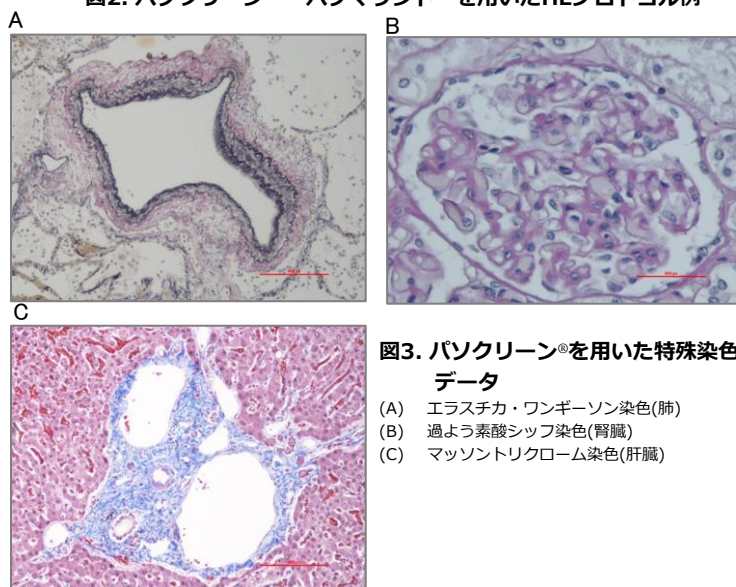 A
B
C
図3. パソクリーン®を用いた特殊染色
データ
(A) エラスチカ・ワンギーソン染色(肺)
(B) 過よう素酸シッフ染色(腎臓)
(C) マッソントリクローム染色(肝臓)